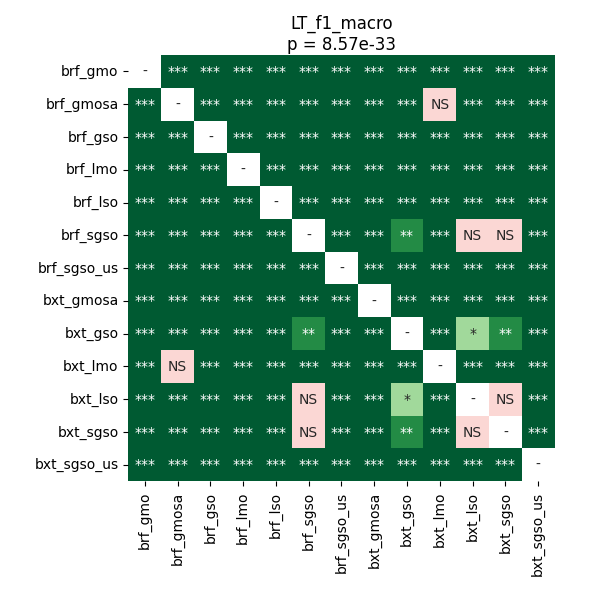 LT_f1_macro
p = 8.57e-33
brf_gmo - *** *** *** *** *** *** *** *** *** *** *** ***
brf_gmosa *** - *** *** *** *** *** *** *** NS *** *** ***
brf_gso *** *** - *** *** *** *** *** *** *** *** *** ***
brf_lmo *** *** *** - *** *** *** *** *** *** *** *** ***
brf_lso *** *** *** *** - *** *** *** *** *** *** *** ***
brf_sgso *** *** *** *** *** - *** *** ** *** NS NS ***
brf_sgso_us *** *** *** *** *** *** - *** *** *** *** *** ***
bxt_gmosa *** *** *** *** *** *** *** - *** *** *** *** ***
bxt_gso *** *** *** *** *** ** *** *** - *** * ** ***
bxt_lmo *** NS *** *** *** *** *** *** *** - *** *** ***
bxt_lso *** *** *** *** *** NS *** *** * *** - NS ***
bxt_sgso *** *** *** *** *** NS *** *** ** *** NS - ***
bxt_sgso_us *** *** *** *** *** *** *** *** *** *** *** *** -
brf_gmo brf_gmosa brf_gso brf_lmo brf_lso brf_sgso brf_sgso_us bxt_gmosa bxt_gso bxt_lmo bxt_lso bxt_sgso bxt_sgso_us